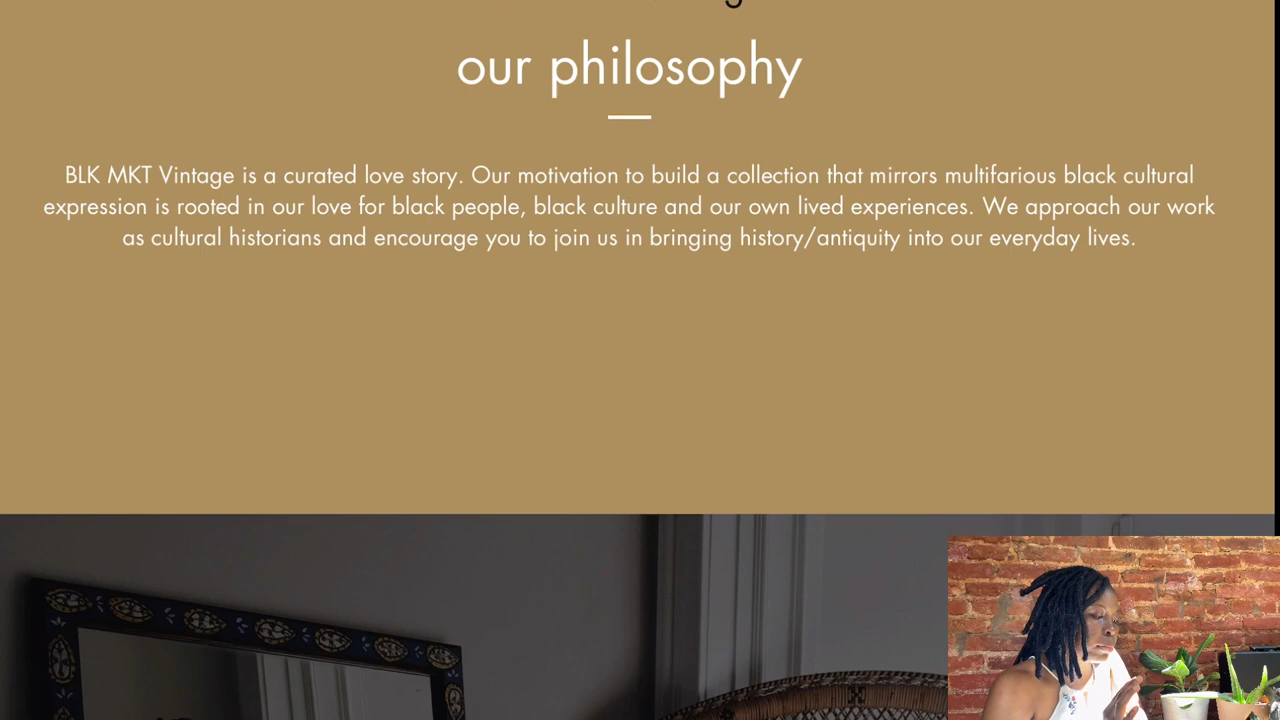 our philosophy
BLK MKT Vintage is a curated love story. Our motivation to build a collection that mirrors multifarious black cultural
expression is rooted in our love for black people, black culture and our own lived experiences. We approach our work
as cultural historians and encourage you to join us in bringing history/antiquity into our everyday lives.